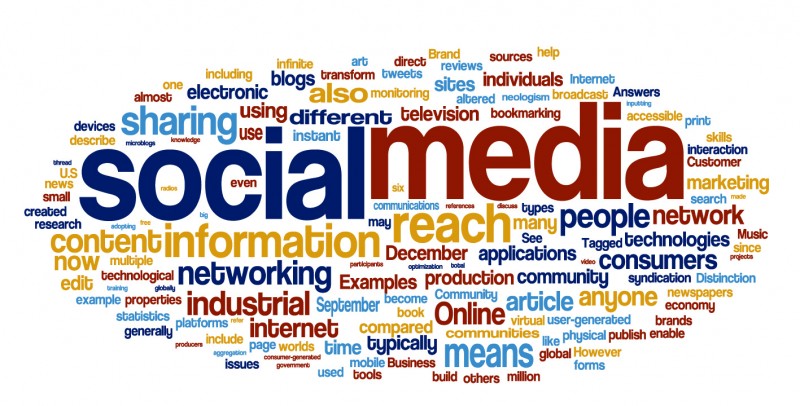 infinite art direct Brand sources help
including blogs transform tweets reviews sites individuals Internet
one electronic also monitoring altered neologism broadcast Answers
almost sharing using different television bookmarking inputting accessible print
devices use instant skills
describe microblogs knowledge interaction
social media
thread radios even six Customer
U.S
news marketing
small communications references discuss types search made
created big may reach many people network
research adopting free
content information December See Tagged technologies Music
now multiple participants applications video consumers since
projects
edit technological networking optimization total Examples production community syndication Distinction
training globally
example properties industrial September become Community article anyone newspapers
statistics internet book Online virtual user-generated economy
generally platforms refer compared communities brands
producers include page worlds time typically means like physical publish enable
aggregation consumer-generated mobile Business global However
issues government used tools build others million forms